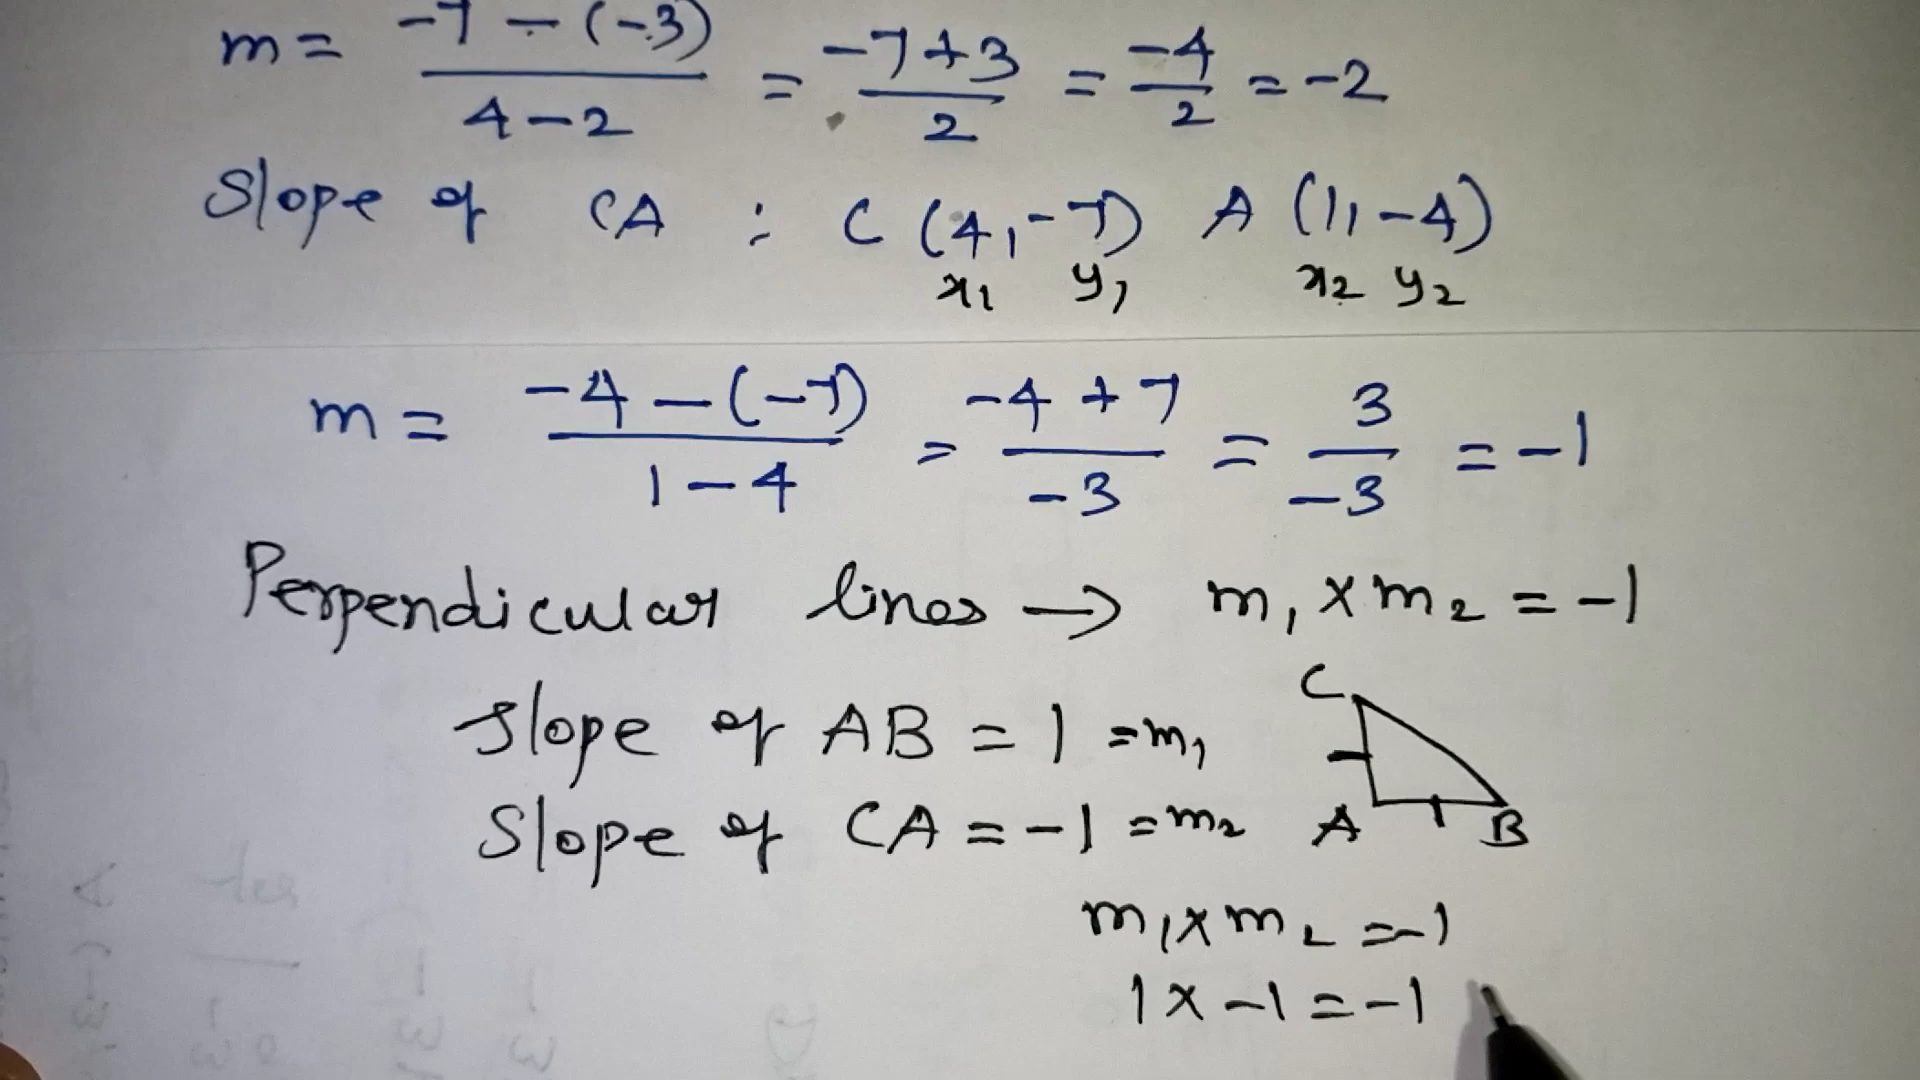 m = -7 - (-3) / 4 - 2 = -7 + 3 / 2 = -4 / 2 = -2
Slope of CA : C (4, -7) A (1, -4)
x1 y1 x2 y2
m = -4 - (-7) / 1 - 4 = -4 + 7 / -3 = 3 / -3 = -1
Perpendicular lines → m1 × m2 = -1
C
Slope of AB = 1 = m1
Slope of CA = -1 = m2
A B
m1 × m2 = -1
1 × -1 = -1